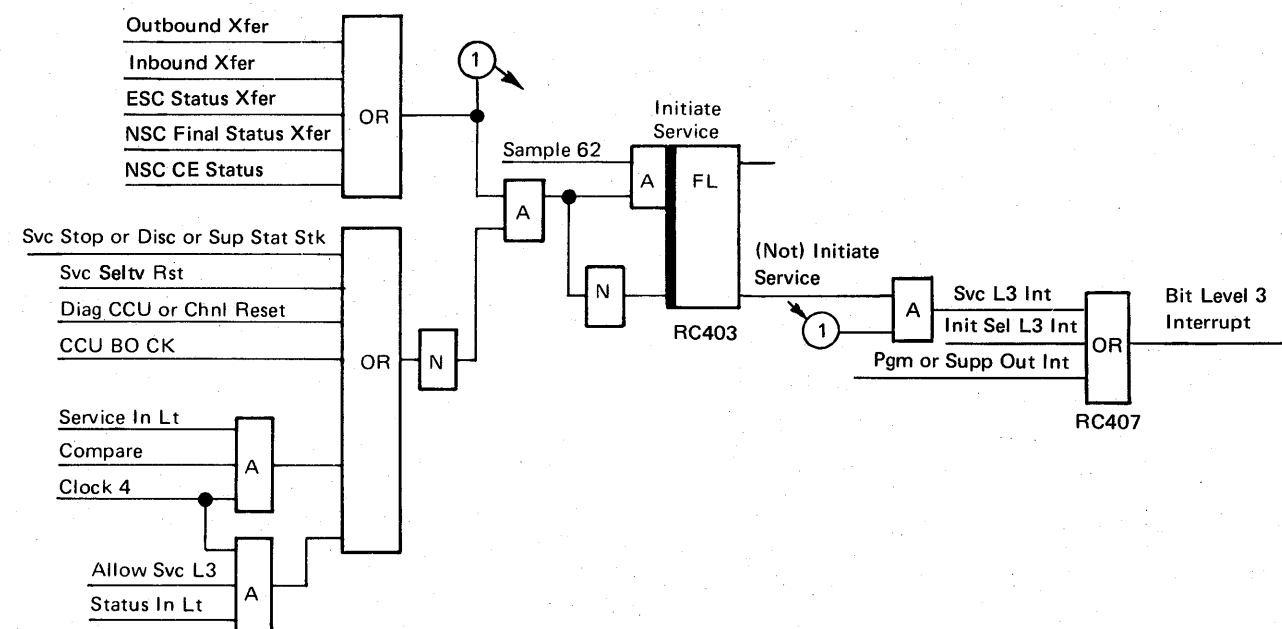 Outbound Xfer
Inbound Xfer
ESC Status Xfer
NSC Final Status Xfer
NSC CE Status
OR
1
Svc Stop or Disc or Sup Stat Stk
Svc Seltv Rst
Diag CCU or Chnl Reset
CCU BO CK
OR
N
Service In Lt
Compare
Clock 4
A
Allow Svc L3
Status In Lt
A
Sample 62
A
N
Initiate
Service
A
FL
RC403
(Not) Initiate
Service
1
A
Svc L3 Int
Init Sel L3 Int
Pgm or Supp Out Int
OR
RC407
Bit Level 3
Interrupt